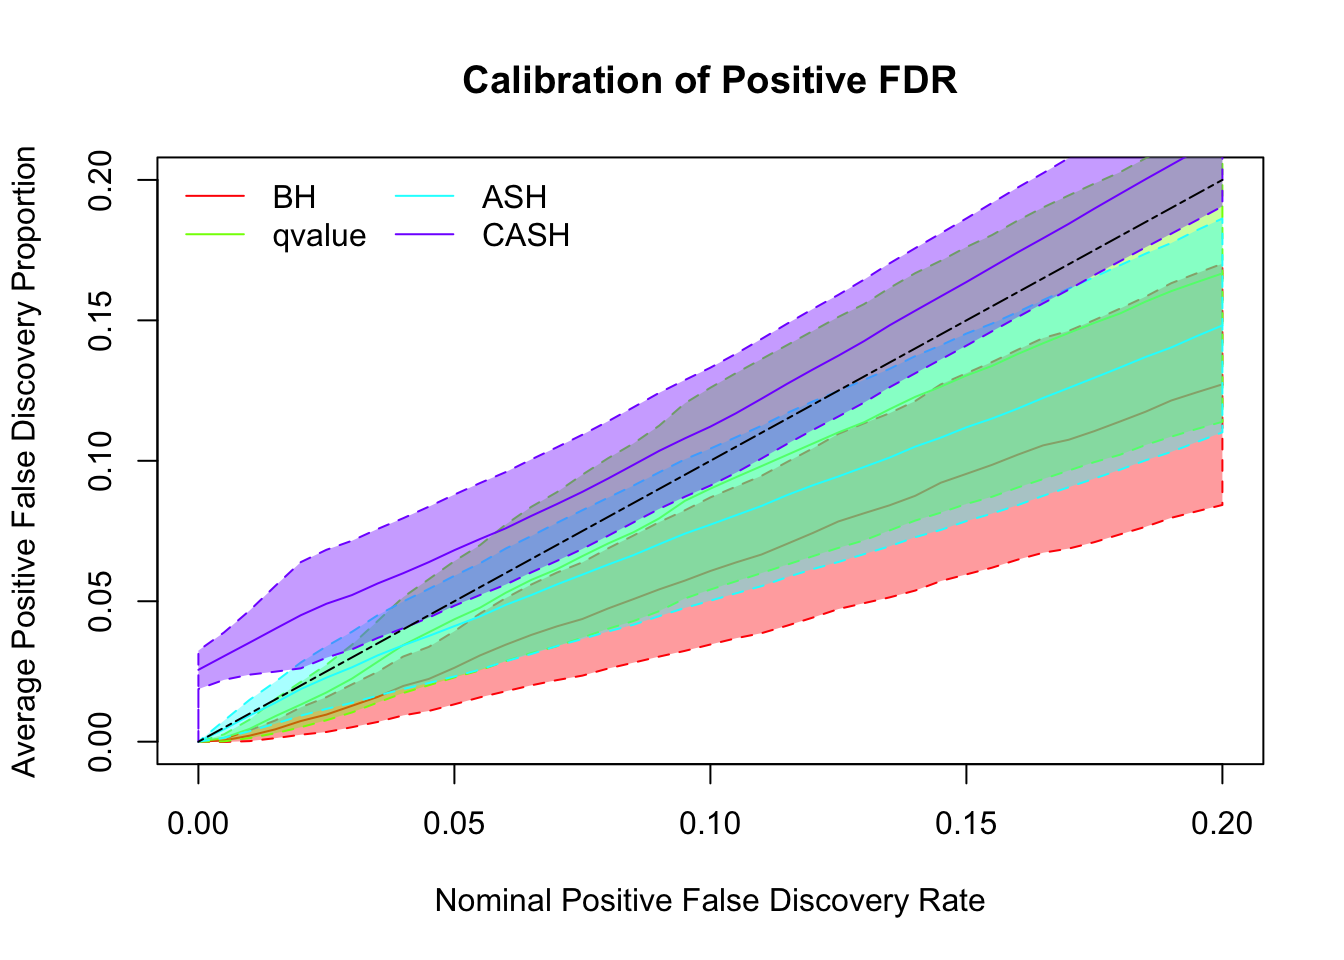 Calibration of Positive FDR
Average Positive False Discovery Proportion
0.20
0.15
0.10
0.05
0.00
BH
qvalue
ASH
CASH
0.00
0.05
0.10
0.15
0.20
Nominal Positive False Discovery Rate